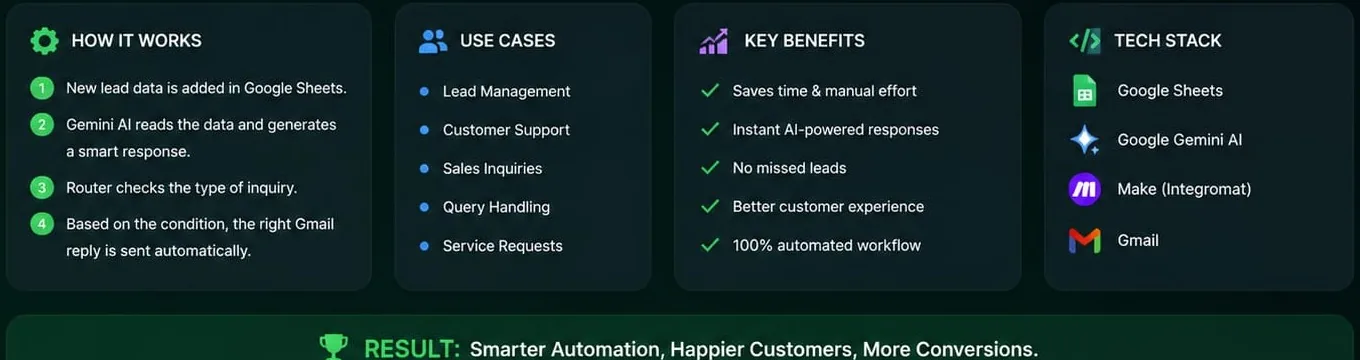 HOW IT WORKS
1 New lead data is added in Google Sheets.
2 Gemini AI reads the data and generates
a smart response.
3 Router checks the type of inquiry.
4 Based on the condition, the right Gmail
reply is sent automatically.
USE CASES
Lead Management
Customer Support
Sales Inquiries
Query Handling
Service Requests
KEY BENEFITS
Saves time & manual effort
Instant AI-powered responses
No missed leads
Better customer experience
100% automated workflow
TECH STACK
Google Sheets
Google Gemini AI
Make (Integromat)
Gmail
RESULT: Smarter Automation, Happier Customers, More Conversions.